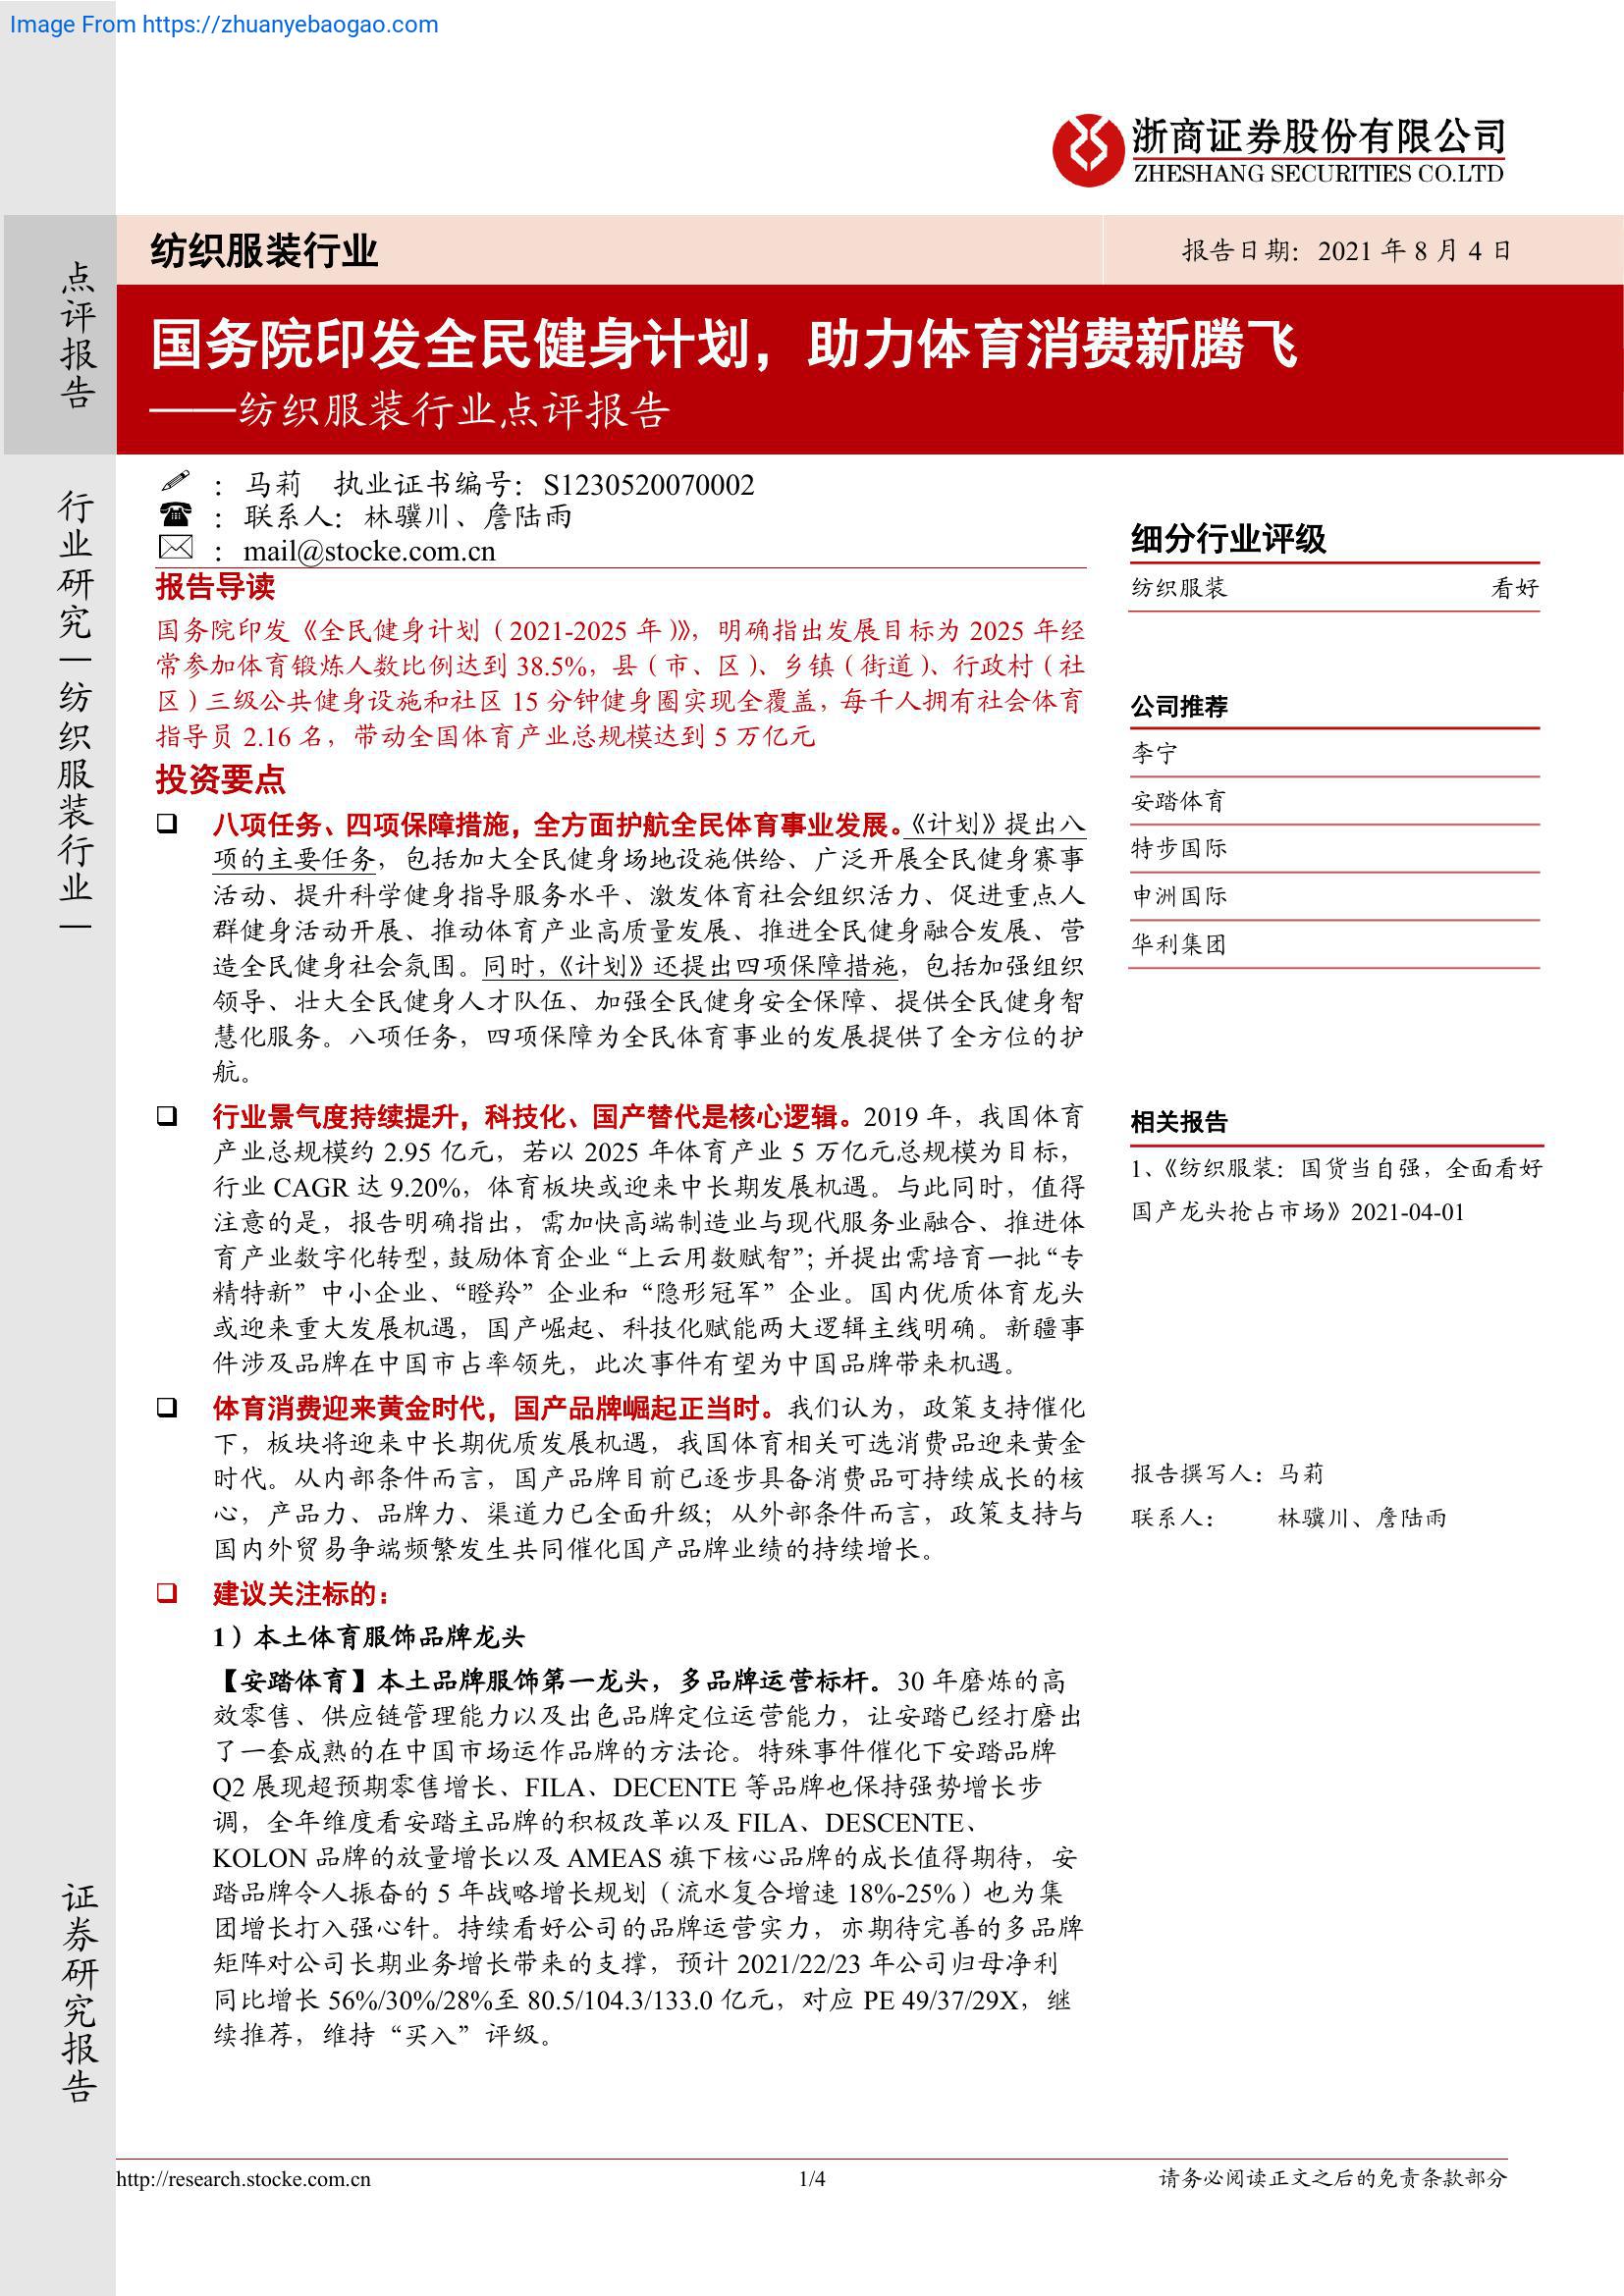 Image From https://zhuanyebaogao.com
浙商证券股份有限公司
ZHESHANG SECURITIES CO.LTD
点评报告
行业研究｜纺织服装行业｜
证券研究报告
纺织服装行业
报告日期：2021 年 8 月 4 日
国务院印发全民健身计划，助力体育消费新腾飞
——纺织服装行业点评报告
： 马莉 执业证书编号：S1230520070002
： 联系人：林骥川、詹陆雨
： mail@stocke.com.cn
报告导读
国务院印发《全民健身计划（2021-2025 年）》，明确指出发展目标为 2025 年经
常参加体育锻炼人数比例达到 38.5%，县（市、区）、乡镇（街道）、行政村（社
区）三级公共健身设施和社区 15 分钟健身圈实现全覆盖，每千人拥有社会体育
指导员 2.16 名，带动全国体育产业总规模达到 5 万亿元
投资要点
❑ 八项任务、四项保障措施，全方面护航全民体育事业发展。《计划》提出八
项的主要任务，包括加大全民健身场地设施供给、广泛开展全民健身赛事
活动、提升科学健身指导服务水平、激发体育社会组织活力、促进重点人
群健身活动开展、推动体育产业高质量发展、推进全民健身融合发展、营
造全民健身社会氛围。同时，《计划》还提出四项保障措施，包括加强组织
领导、壮大全民健身人才队伍、加强全民健身安全保障、提供全民健身智
慧化服务。八项任务，四项保障为全民体育事业的发展提供了全方位的护
航。
❑ 行业景气度持续提升，科技化、国产替代是核心逻辑。2019 年，我国体育
产业总规模约 2.95 亿元，若以 2025 年体育产业 5 万亿元总规模为目标，
行业 CAGR 达 9.20%，体育板块或迎来中长期发展机遇。与此同时，值得
注意的是，报告明确指出，需加快高端制造业与现代服务业融合、推进体
育产业数字化转型，鼓励体育企业“上云用数赋智”；并提出需培育一批“专
精特新”中小企业、“瞪羚”企业和“隐形冠军”企业。国内优质体育龙头
或迎来重大发展机遇，国产崛起、科技化赋能两大逻辑主线明确。新疆事
件涉及品牌在中国市占率领先，此次事件有望为中国品牌带来机遇。
❑ 体育消费迎来黄金时代，国产品牌崛起正当时。我们认为，政策支持催化
下，板块将迎来中长期优质发展机遇，我国体育相关可选消费品迎来黄金
时代。从内部条件而言，国产品牌目前已逐步具备消费品可持续成长的核
心，产品力、品牌力、渠道力已全面升级；从外部条件而言，政策支持与
国内外贸易争端频繁发生共同催化国产品牌业绩的持续增长。
❑ 建议关注标的：
1）本土体育服饰品牌龙头
【安踏体育】本土品牌服饰第一龙头，多品牌运营标杆。30 年磨炼的高
效零售、供应链管理能力以及出色品牌定位运营能力，让安踏已经打磨出
了一套成熟的在中国市场运作品牌的方法论。特殊事件催化下安踏品牌
Q2 展现超预期零售增长、FILA、DECENTE 等品牌也保持强势增长步
调，全年维度看安踏主品牌的积极改革以及 FILA、DESCENTE、
KOLON 品牌的放量增长以及 AMEAS 旗下核心品牌的成长值得期待，安
踏品牌令人振奋的 5 年战略增长规划（流水复合增速 18%-25%）也为集
团增长打入强心针。持续看好公司的品牌运营实力，亦期待完善的多品牌
矩阵对公司长期业务增长带来的支撑，预计 2021/22/23 年公司归母净利
同比增长 56%/30%/28%至 80.5/104.3/133.0 亿元，对应 PE 49/37/29X，继
续推荐，维持“买入”评级。
细分行业评级
纺织服装 看好
公司推荐
李宁
安踏体育
特步国际
申洲国际
华利集团
相关报告
1、《纺织服装：国货当自强，全面看好
国产龙头抢占市场》2021-04-01
报告撰写人：马莉
联系人： 林骥川、詹陆雨
http://research.stocke.com.cn
1/4
请务必阅读正文之后的免责条款部分